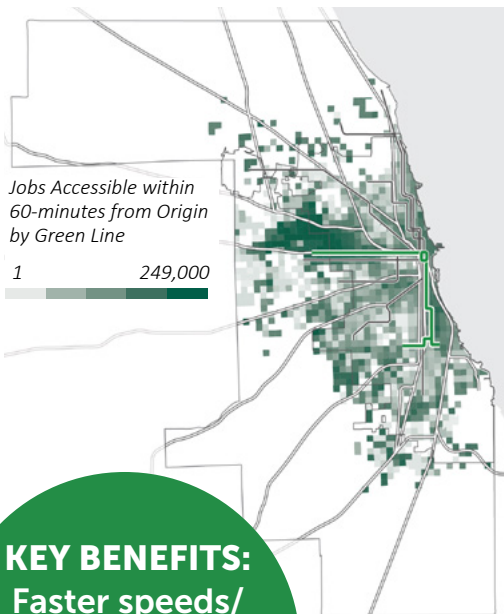 Jobs Accessible within
60-minutes from Origin
by Green Line
1 249,000
KEY BENEFITS:
Faster speeds/